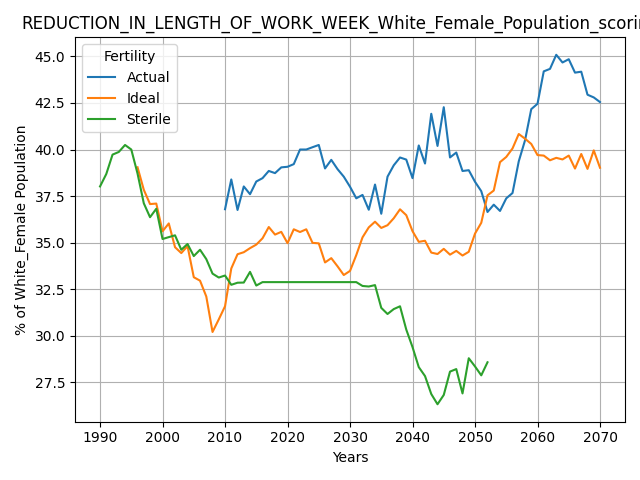 REDUCTION_IN_LENGTH_OF_WORK_WEEK_White_Female_Population_scori
Fertility
Actual
Ideal
Sterile
% of White_Female Population
45.0
42.5
40.0
37.5
35.0
32.5
30.0
27.5
1990 2000 2010 2020 2030 2040 2050 2060 2070
Years